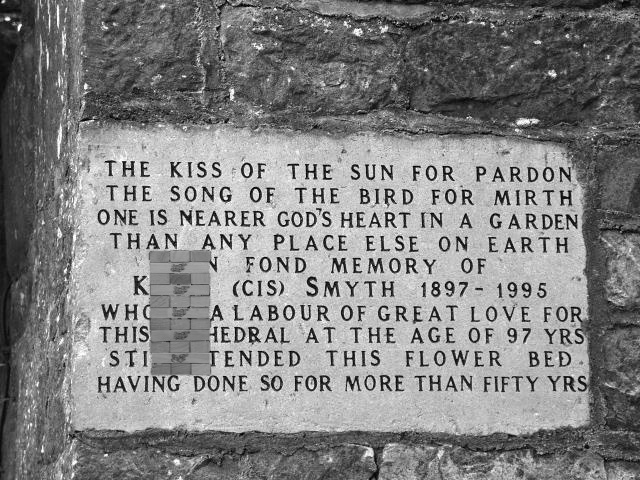 THE KISS OF THE SUN FOR PARDON
THE SONG OF THE BIRD FOR MIRTH
ONE IS NEARER GOD'S HEART IN A GARDEN
THAN ANY PLACE ELSE ON EARTH
FOND MEMORY OF
(CIS) SMYTH 1897-1995
A LABOUR OF GREAT LOVE FOR
THIS AT THE AGE OF 97 YRS
THIS FLOWER BED
HAVING DONE SO FOR MORE THAN FIFTY YRS